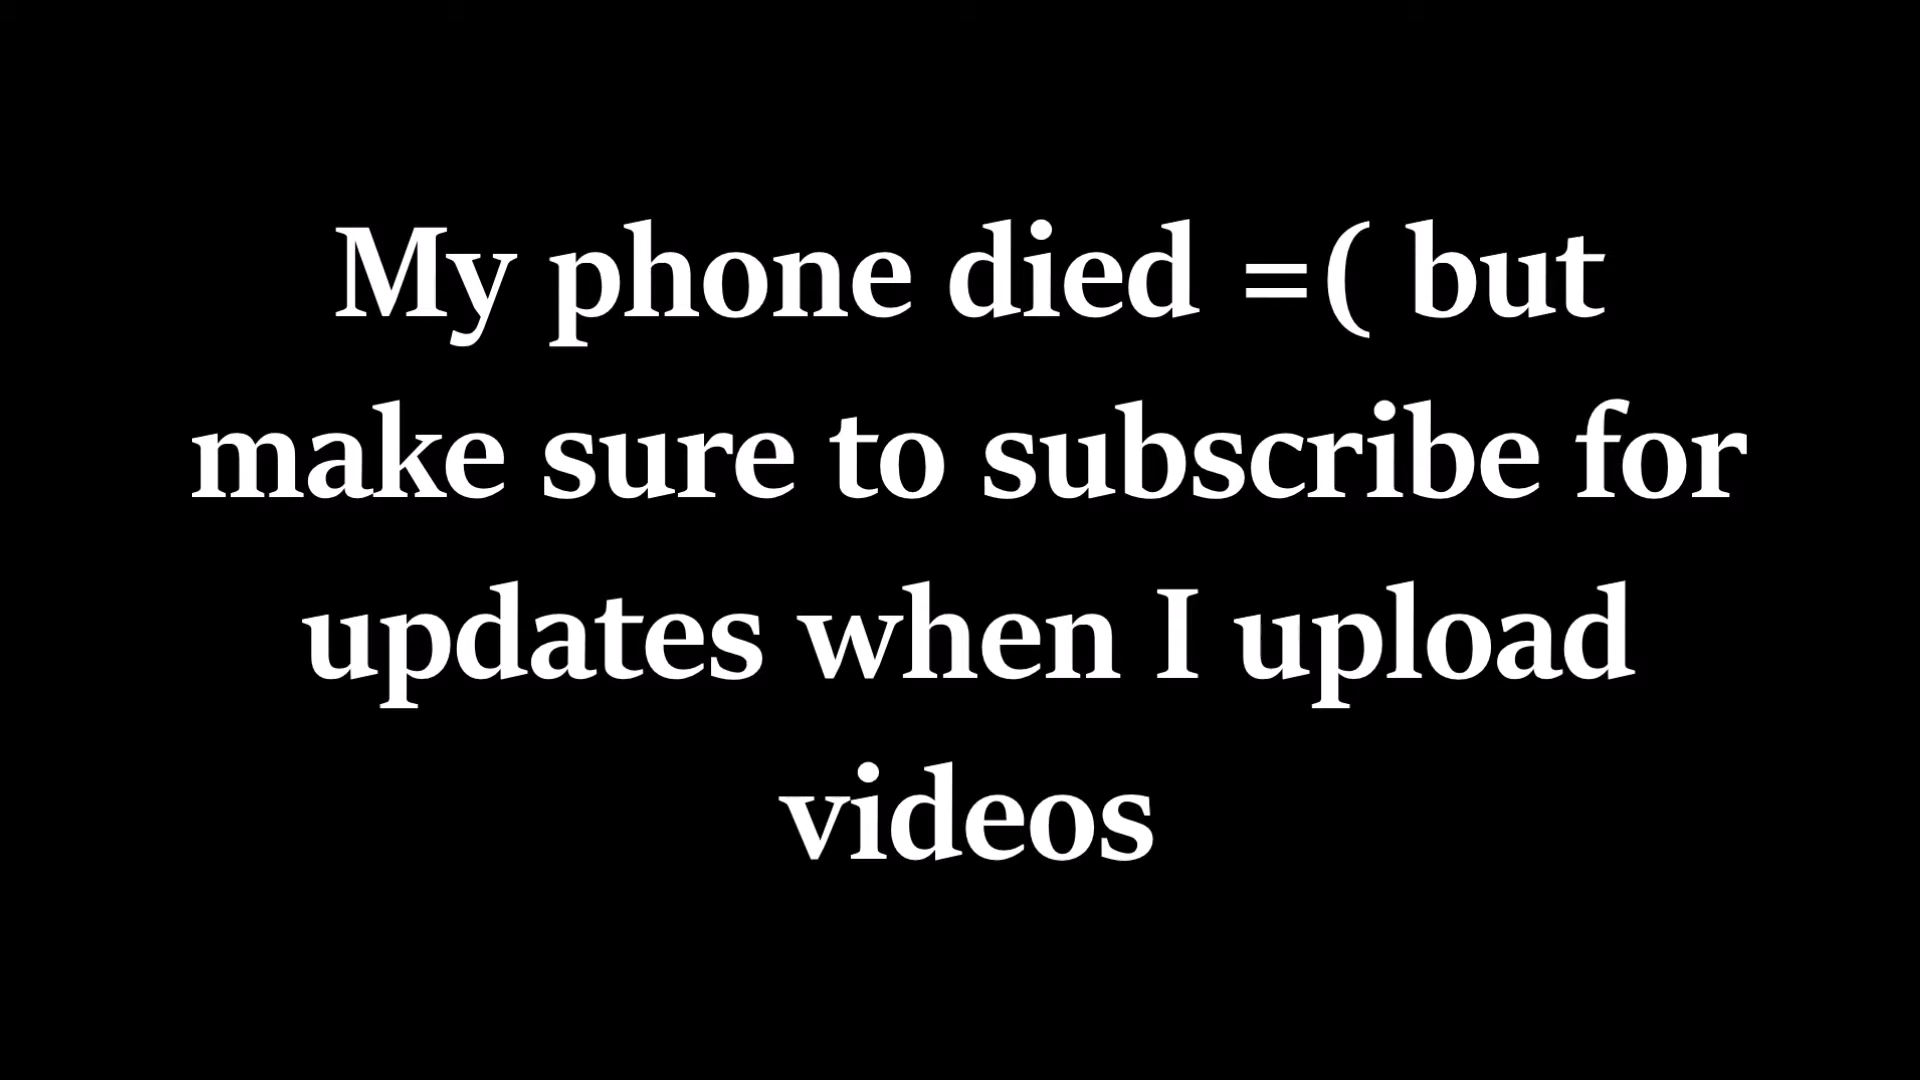 My phone died =( but
make sure to subscribe for
updates when I upload
videos